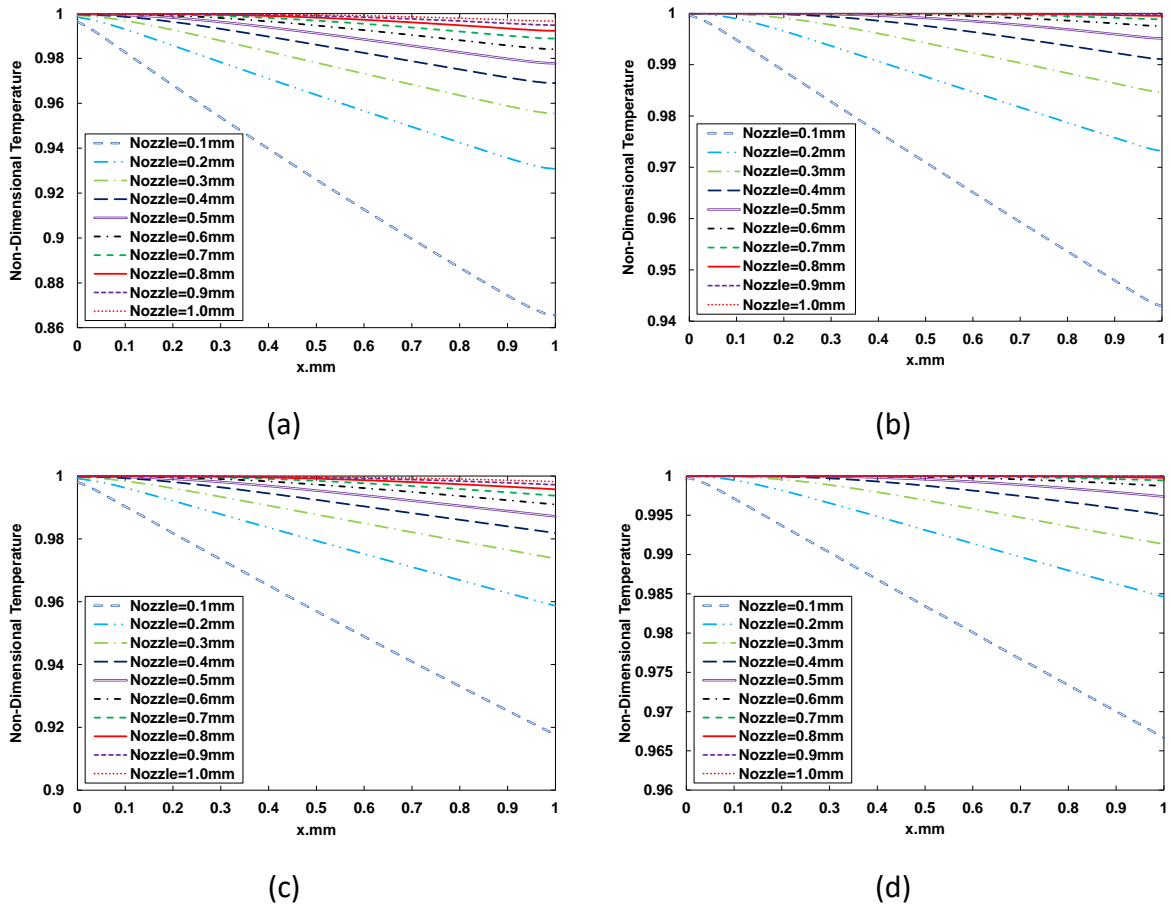 1
0.98
0.96
0.94
0.92
0.9
0.88
0.86
Non-Dimensional Temperature
Nozzle=0.1mm
Nozzle=0.2mm
Nozzle=0.3mm
Nozzle=0.4mm
Nozzle=0.5mm
Nozzle=0.6mm
Nozzle=0.7mm
Nozzle=0.8mm
Nozzle=0.9mm
Nozzle=1.0mm
0 0.1 0.2 0.3 0.4 0.5 0.6 0.7 0.8 0.9 1
x.mm
(a)
1
0.99
0.98
0.97
0.96
0.95
0.94
Non-Dimensional Temperature
Nozzle=0.1mm
Nozzle=0.2mm
Nozzle=0.3mm
Nozzle=0.4mm
Nozzle=0.5mm
Nozzle=0.6mm
Nozzle=0.7mm
Nozzle=0.8mm
Nozzle=0.9mm
Nozzle=1.0mm
0 0.1 0.2 0.3 0.4 0.5 0.6 0.7 0.8 0.9 1
x.mm
(b)
1
0.98
0.96
0.94
0.92
0.9
Non-Dimensional Temperature
Nozzle=0.1mm
Nozzle=0.2mm
Nozzle=0.3mm
Nozzle=0.4mm
Nozzle=0.5mm
Nozzle=0.6mm
Nozzle=0.7mm
Nozzle=0.8mm
Nozzle=0.9mm
Nozzle=1.0mm
0 0.1 0.2 0.3 0.4 0.5 0.6 0.7 0.8 0.9 1
x.mm
(c)
1
0.995
0.99
0.985
0.98
0.975
0.97
0.965
0.96
Non-Dimensional Temperature
Nozzle=0.1mm
Nozzle=0.2mm
Nozzle=0.3mm
Nozzle=0.4mm
Nozzle=0.5mm
Nozzle=0.6mm
Nozzle=0.7mm
Nozzle=0.8mm
Nozzle=0.9mm
Nozzle=1.0mm
0 0.1 0.2 0.3 0.4 0.5 0.6 0.7 0.8 0.9 1
x.mm
(d)